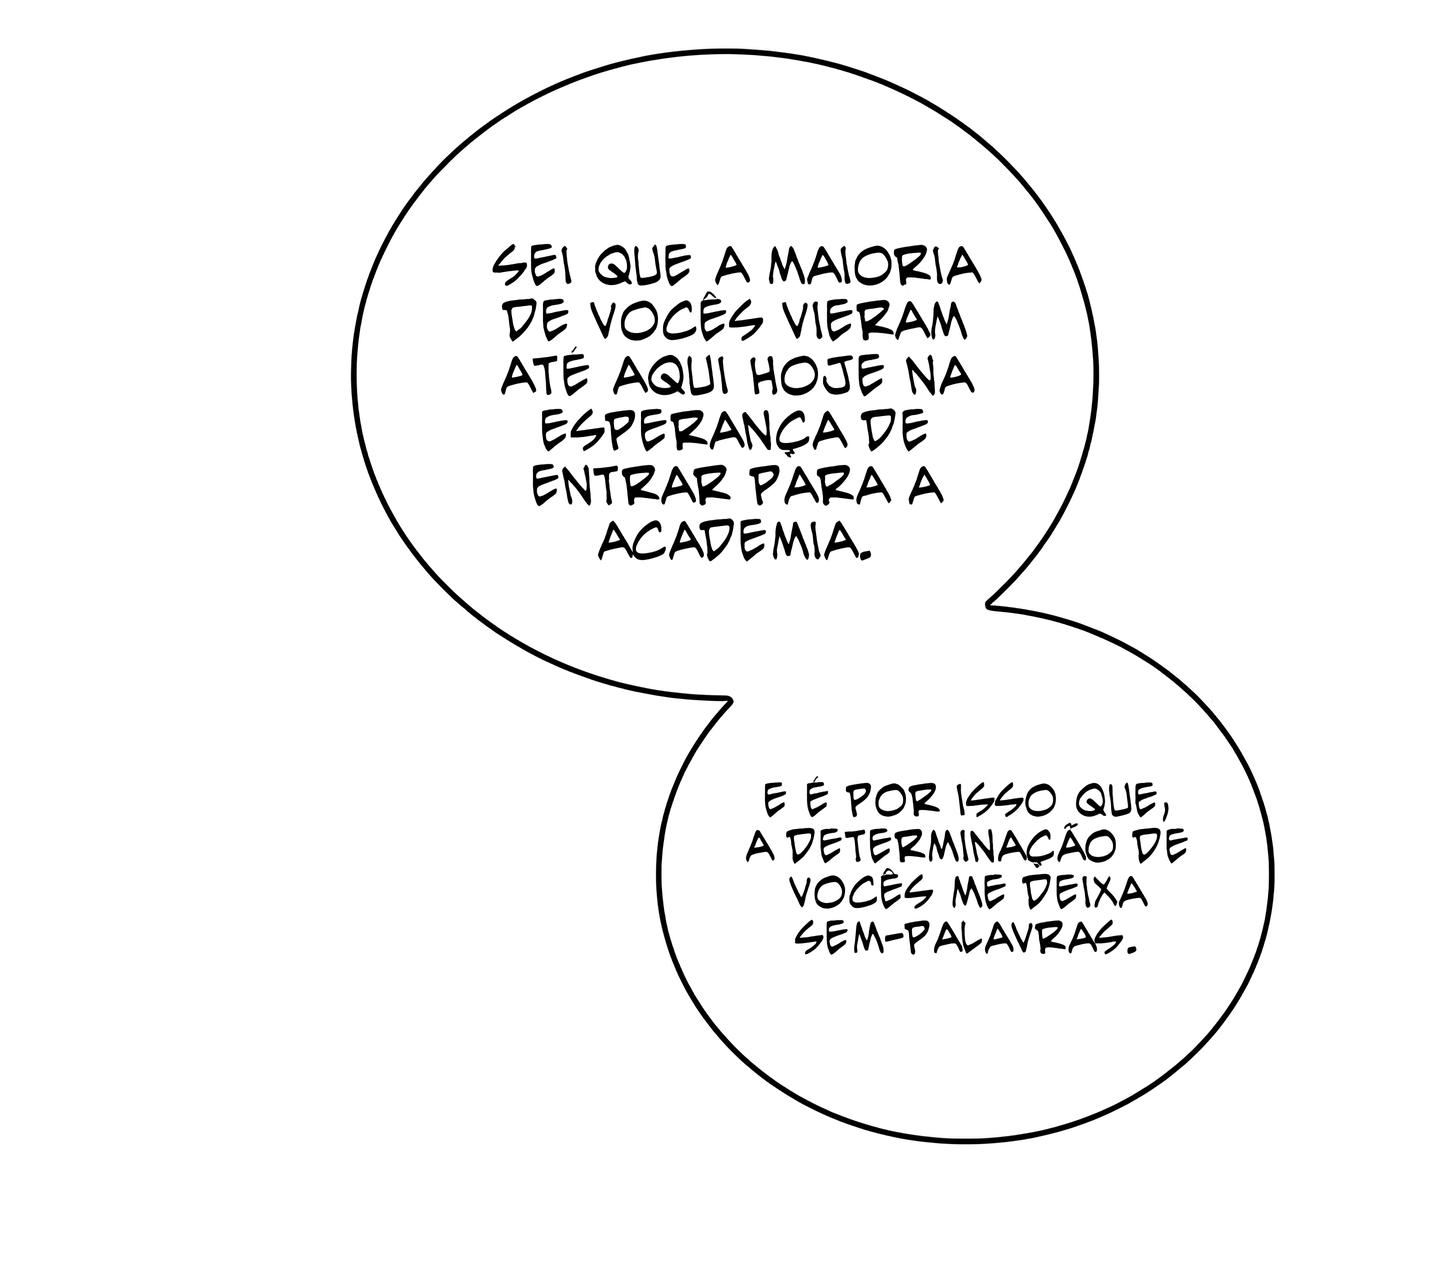 SEI QUE A MAIORIA
DE VOCÊS VIERAM
ATÉ AQUI HOJE NA
ESPERANÇA DE
ENTRAR PARA A
ACADEMIA.
E É POR ISSO QUE,
A DETERMINAÇÃO DE
VOCÊS ME DEIXA
SEM-PALAVRAS.